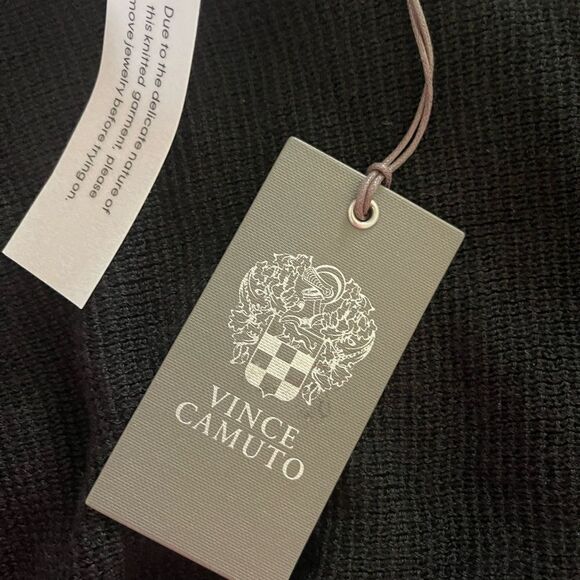 Due to the delicate nature of
this knitted garment, please
move jewelry before trying on.
VINCE
CAMUTO